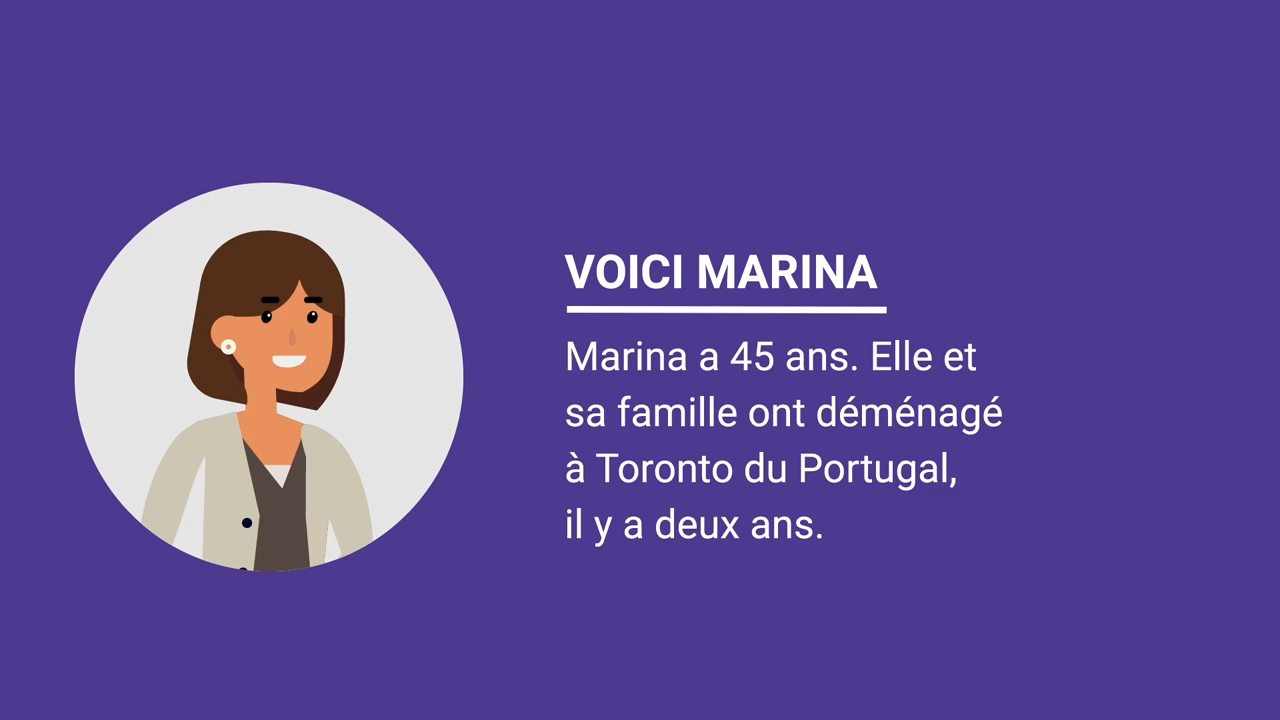 VOICI MARINA
Marina a 45 ans. Elle et
sa famille ont déménagé
à Toronto du Portugal,
il y a deux ans.